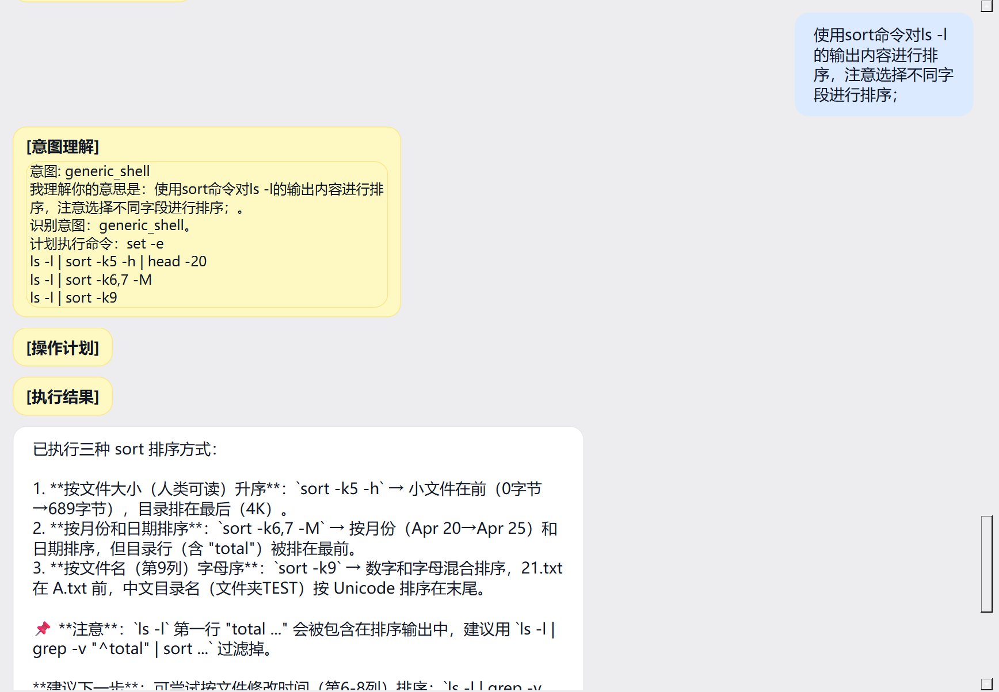 使用sort命令对ls -l
的输出内容进行排
序，注意选择不同字
段进行排序；
[意图理解]
意图: generic_shell
我理解你的意思是：使用sort命令对ls -l的输出内容进行排
序，注意选择不同字段进行排序；。
识别意图：generic_shell。
计划执行命令：set -e
ls -l | sort -k5 -h | head -20
ls -l | sort -k6,7 -M
ls -l | sort -k9
[操作计划]
[执行结果]
已执行三种 sort 排序方式：
1. **按文件大小（人类可读）升序**：`sort -k5 -h` → 小文件在前（0字节
→689字节），目录排在最后（4K）。
2. **按月份和日期排序**：`sort -k6,7 -M` → 按月份（Apr 20→Apr 25）和
日期排序，但目录行（含 "total"）被排在最前。
3. **按文件名（第9列）字母序**：`sort -k9` → 数字和字母混合排序，21.txt
在 A.txt 前，中文目录名（文件夹TEST）按 Unicode 排序在末尾。
📌 **注意**：`ls -l` 第一行 "total ..." 会被包含在排序输出中，建议用 `ls -l |
grep -v "^total" | sort ...` 过滤掉。
**建议下一步**：可尝试按文件修改时间（第6-8列）排序：`ls -l | grep -v